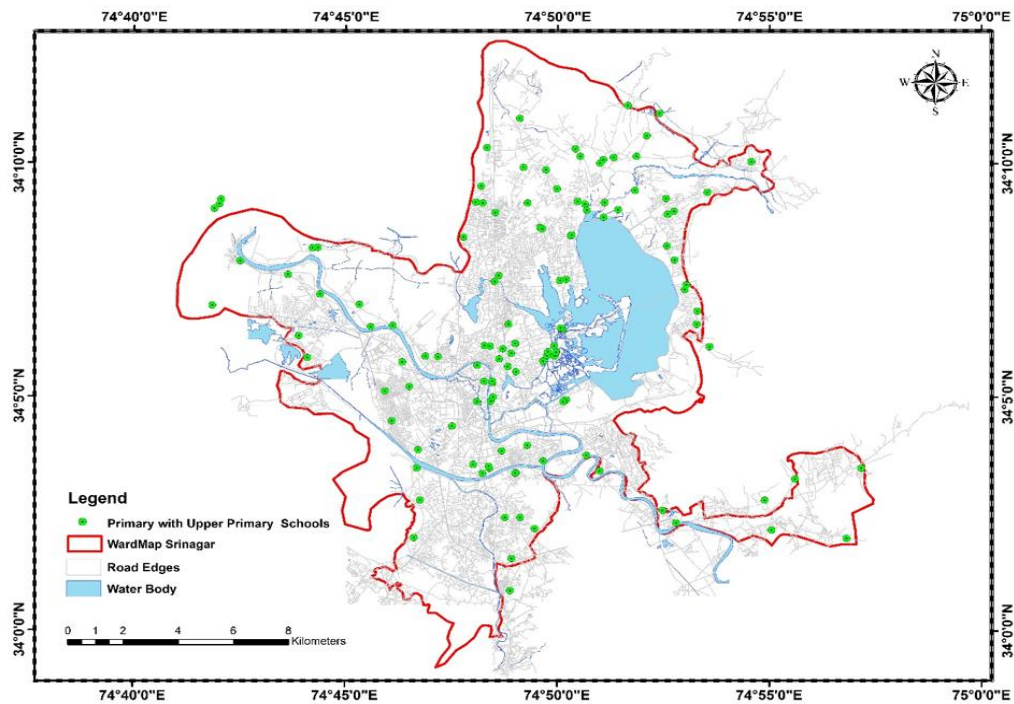 74°40'0"E 74°45'0"E 74°50'0"E 74°55'0"E 75°0'0"E
N
W E
S
34°10'0"N 34°10'0"N
34°5'0"N 34°5'0"N
34°0'0"N 34°0'0"N
Legend
Primary with Upper Primary Schools
WardMap Srinagar
Road Edges
Water Body
0 1 2 4 6 8
Kilometers
74°40'0"E 74°45'0"E 74°50'0"E 74°55'0"E 75°0'0"E